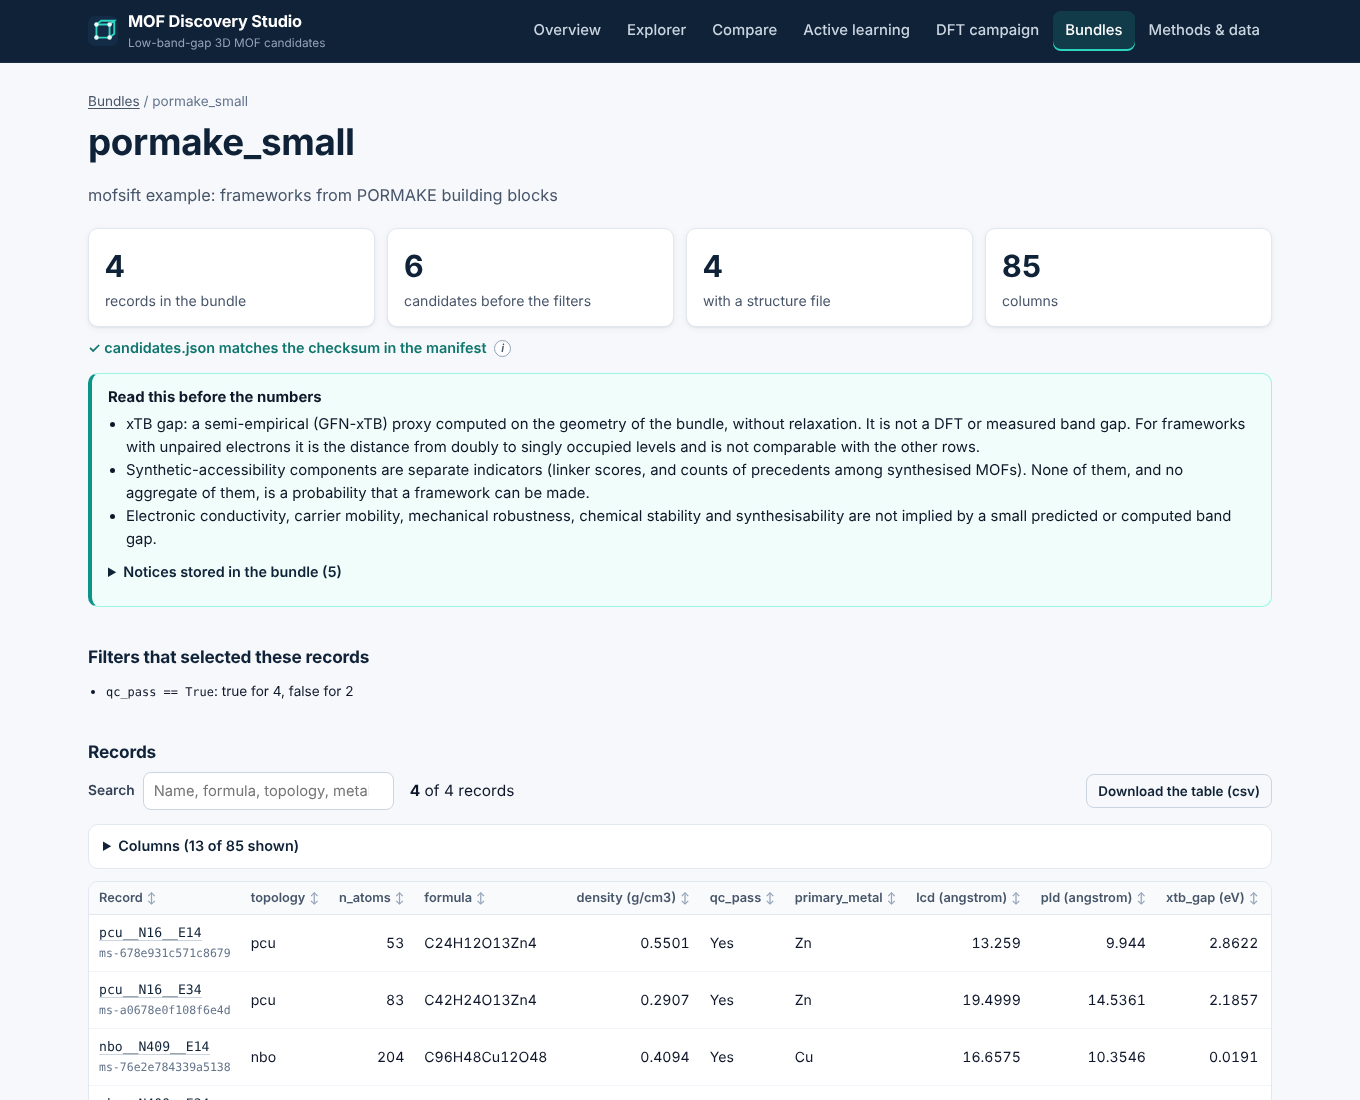 MOF Discovery Studio
Low-band-gap 3D MOF candidates
Overview
Explorer
Compare
Active learning
DFT campaign
Bundles
Methods & data
Bundles / pormake_small
pormake_small
mofsift example: frameworks from PORMAKE building blocks
4
records in the bundle
6
candidates before the filters
4
with a structure file
85
columns
✓ candidates.json matches the checksum in the manifest i
Read this before the numbers
• xTB gap: a semi-empirical (GFN-xTB) proxy computed on the geometry of the bundle, without relaxation. It is not a DFT or measured band gap. For frameworks
with unpaired electrons it is the distance from doubly to singly occupied levels and is not comparable with the other rows.
• Synthetic-accessibility components are separate indicators (linker scores, and counts of precedents among synthesised MOFs). None of them, and no
aggregate of them, is a probability that a framework can be made.
• Electronic conductivity, carrier mobility, mechanical robustness, chemical stability and synthesisability are not implied by a small predicted or computed band
gap.
▶ Notices stored in the bundle (5)
Filters that selected these records
• qc_pass == True: true for 4, false for 2
Records
Search Name, formula, topology, meta 4 of 4 records Download the table (csv)
▶ Columns (13 of 85 shown)
Record topology n_atoms formula density (g/cm3) qc_pass primary_metal lcd (angstrom) pld (angstrom) xtb_gap (eV)
pcu__N16__E14 pcu 53 C24H12O13Zn4 0.5501 Yes Zn 13.259 9.944 2.8622
ms-678e931c571c8679
pcu__N16__E34 pcu 83 C42H24O13Zn4 0.2907 Yes Zn 19.4999 14.5361 2.1857
ms-a0678e0f108f6e4d
nbo__N409__E14 nbo 204 C96H48Cu12O48 0.4094 Yes Cu 16.6575 10.3546 0.0191
ms-76e2e784339a5138